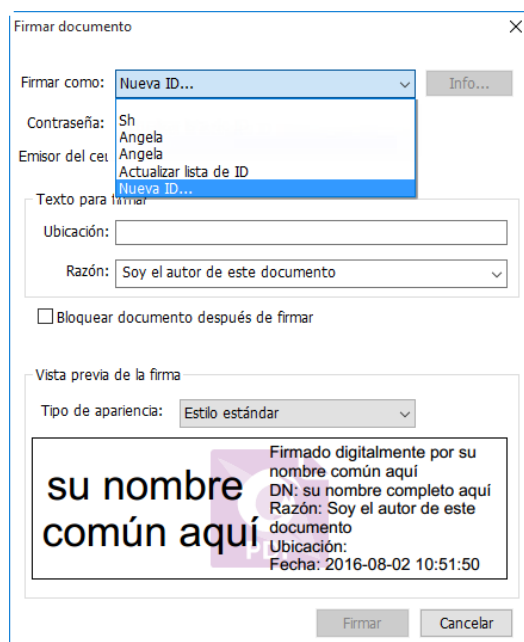 Firmar documento
Firmar como: Nueva ID... Info...
Contraseña: Sh
Angela
Emisor del Angela
Actualizar lista de ID
Nueva ID...
Texto para firmar
Ubicación:
Razón: Soy el autor de este documento
Bloquear documento después de firmar
Vista previa de la firma
Tipo de apariencia: Estilo estándar
su nombre
común aquí
Firmado digitalmente por su
nombre común aquí
DN: su nombre completo aquí
Razón: Soy el autor de este
documento
Ubicación:
Fecha: 2016-08-02 10:51:50
PDF
Firmar Cancelar